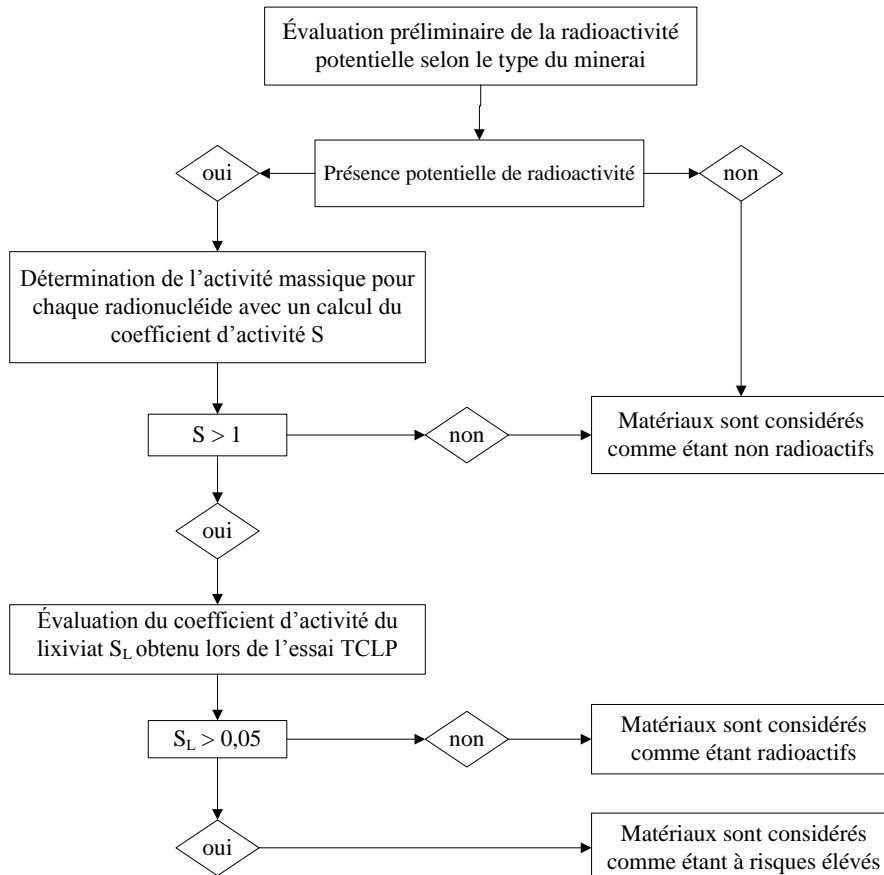 Évaluation préliminaire de la radioactivité
potentielle selon le type du minerai
oui
Présence potentielle de radioactivité
non
Détermination de l’activité massique pour
chaque radionucléide avec un calcul du
coefficient d’activité S
S > 1
non
Matériaux sont considérés
comme étant non radioactifs
oui
Évaluation du coefficient d’activité du
lixiviat SL obtenu lors de l’essai TCLP
SL > 0,05
non
Matériaux sont considérés
comme étant radioactifs
oui
Matériaux sont considérés
comme étant à risques élévés